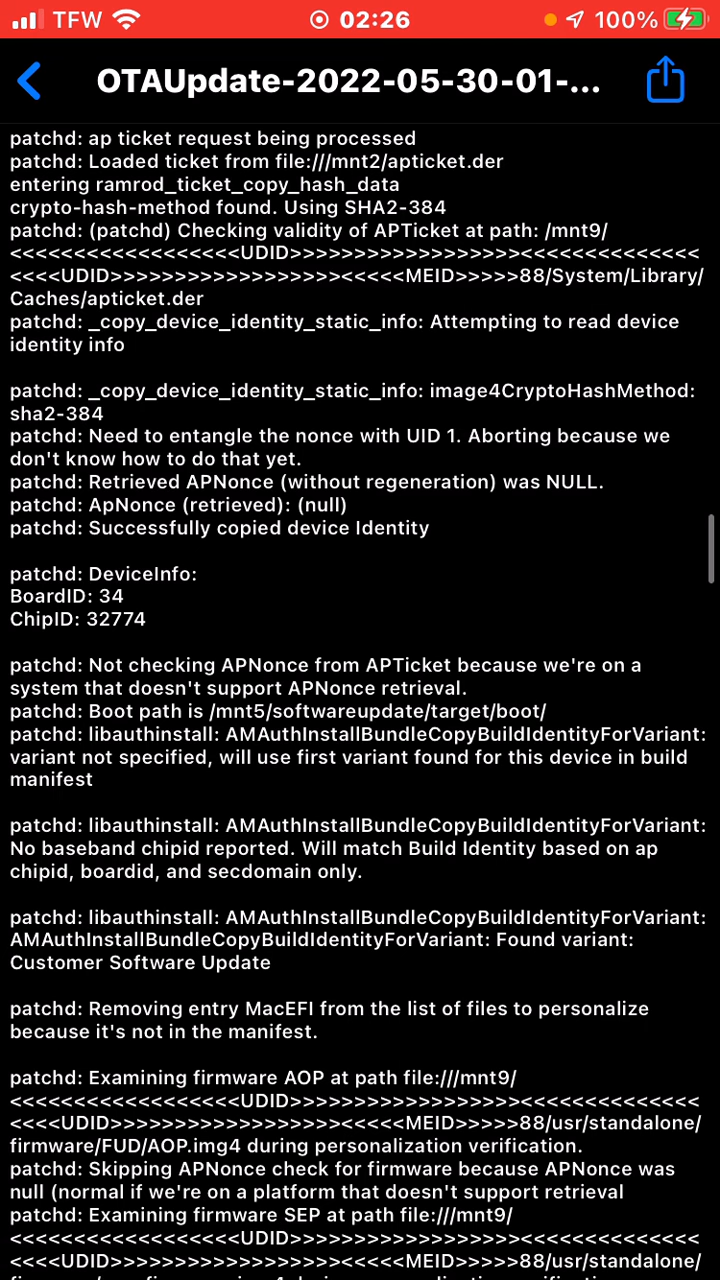 TFW 02:26 100%
OTAUpdate-2022-05-30-01-...
patchd: ap ticket request being processed
patchd: Loaded ticket from file:///mnt2/apticket.der
entering ramrod_ticket_copy_hash_data
crypto-hash-method found. Using SHA2-384
patchd: (patchd) Checking validity of APTicket at path: /mnt9/
<<<<<<<<<<<<<<<<<<UDID>>>>>>>>>>>>>>>>>><<<<<<<<<<<<<<
<<<<UDID>>>>>>>>>>>>>>>>>><<<<<MEID>>>>>88/System/Library/
Caches/apticket.der
patchd: _copy_device_identity_static_info: Attempting to read device
identity info
patchd: _copy_device_identity_static_info: image4CryptoHashMethod:
sha2-384
patchd: Need to entangle the nonce with UID 1. Aborting because we
don't know how to do that yet.
patchd: Retrieved APNonce (without regeneration) was NULL.
patchd: ApNonce (retrieved): (null)
patchd: Successfully copied device Identity
patchd: DeviceInfo:
BoardID: 34
ChipID: 32774
patchd: Not checking APNonce from APTicket because we're on a
system that doesn't support APNonce retrieval.
patchd: Boot path is /mnt5/softwareupdate/target/boot/
patchd: libauthinstall: AMAuthInstallBundleCopyBuildIdentityForVariant:
variant not specified, will use first variant found for this device in build
manifest
patchd: libauthinstall: AMAuthInstallBundleCopyBuildIdentityForVariant:
No baseband chipid reported. Will match Build Identity based on ap
chipid, boardid, and secdomain only.
patchd: libauthinstall: AMAuthInstallBundleCopyBuildIdentityForVariant:
AMAuthInstallBundleCopyBuildIdentityForVariant: Found variant:
Customer Software Update
patchd: Removing entry MacEFI from the list of files to personalize
because it's not in the manifest.
patchd: Examining firmware AOP at path file:///mnt9/
<<<<<<<<<<<<<<<<<<UDID>>>>>>>>>>>>>>>>>><<<<<<<<<<<<<<
<<<<UDID>>>>>>>>>>>>>>>>>><<<<<MEID>>>>>88/usr/standalone/
firmware/FUD/AOP.img4 during personalization verification.
patchd: Skipping APNonce check for firmware because APNonce was
null (normal if we're on a platform that doesn't support retrieval
patchd: Examining firmware SEP at path file:///mnt9/
<<<<<<<<<<<<<<<<<<UDID>>>>>>>>>>>>>>>>>><<<<<<<<<<<<<<
<<<<UDID>>>>>>>>>>>>>>>>>><<<<<MEID>>>>>88/usr/standalone/